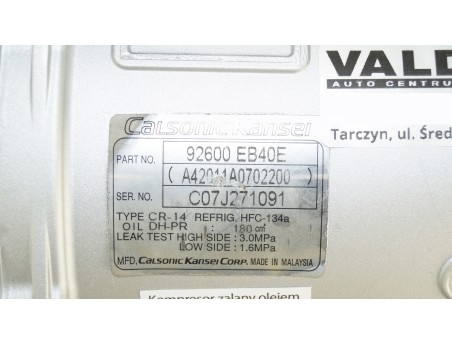 VALD
AUTO CENTRU
Tarczyn, ul. Śred
Calsonic Kansei
PART NO. 92600 EB40E
( A42011A0702200 )
SER NO. C07J271091
TYPE CR-14 REFRIG. HFC-134a
OIL DH-PR : 180㎤
LEAK TEST HIGH SIDE : 3.0MPa
LOW SIDE : 1.6MPa
MFD. CALSONIC KANSEI CORP. MADE IN MALAYSIA
Kompresor zalany olejem